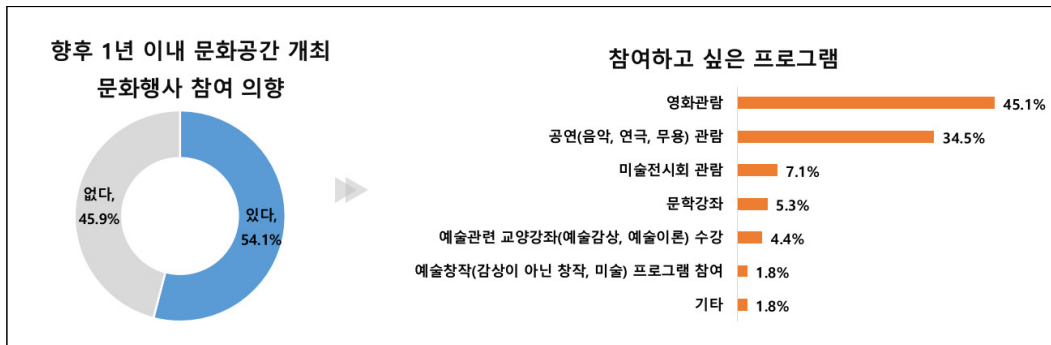 향후 1년 이내 문화공간 개최
문화행사 참여 의향
없다,
45.9%
있다,
54.1%
참여하고 싶은 프로그램
영화관람 45.1%
공연(음악, 연극, 무용) 관람 34.5%
미술전시회 관람 7.1%
문학강좌 5.3%
예술관련 교양강좌(예술감상, 예술이론) 수강 4.4%
예술창작(감상이 아닌 창작, 미술) 프로그램 참여 1.8%
기타 1.8%